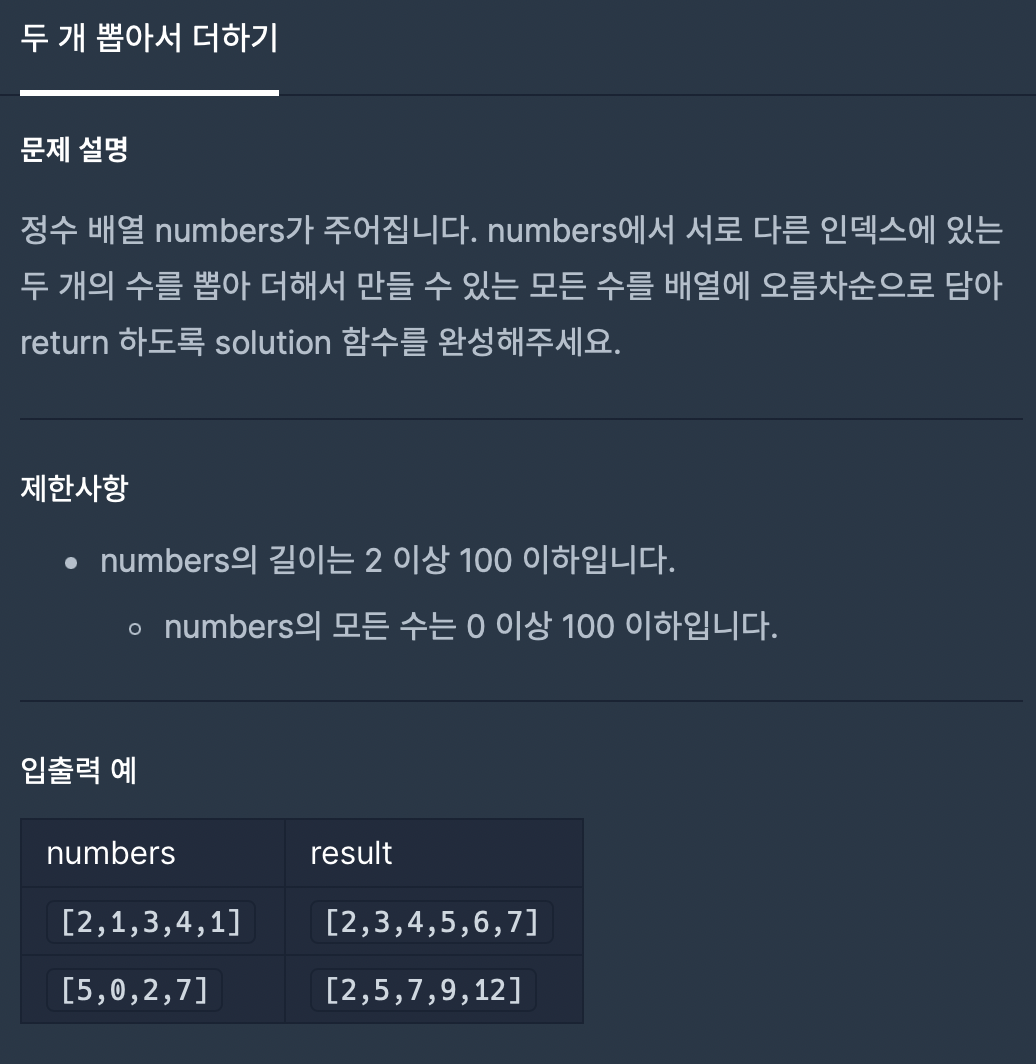 두 개 뽑아서 더하기
문제 설명
정수 배열 numbers가 주어집니다. numbers에서 서로 다른 인덱스에 있는
두 개의 수를 뽑아 더해서 만들 수 있는 모든 수를 배열에 오름차순으로 담아
return 하도록 solution 함수를 완성해주세요.
제한사항
numbers의 길이는 2 이상 100 이하입니다.
numbers의 모든 수는 0 이상 100 이하입니다.
입출력 예
numbers result
[2,1,3,4,1] [2,3,4,5,6,7]
[5,0,2,7] [2,5,7,9,12]